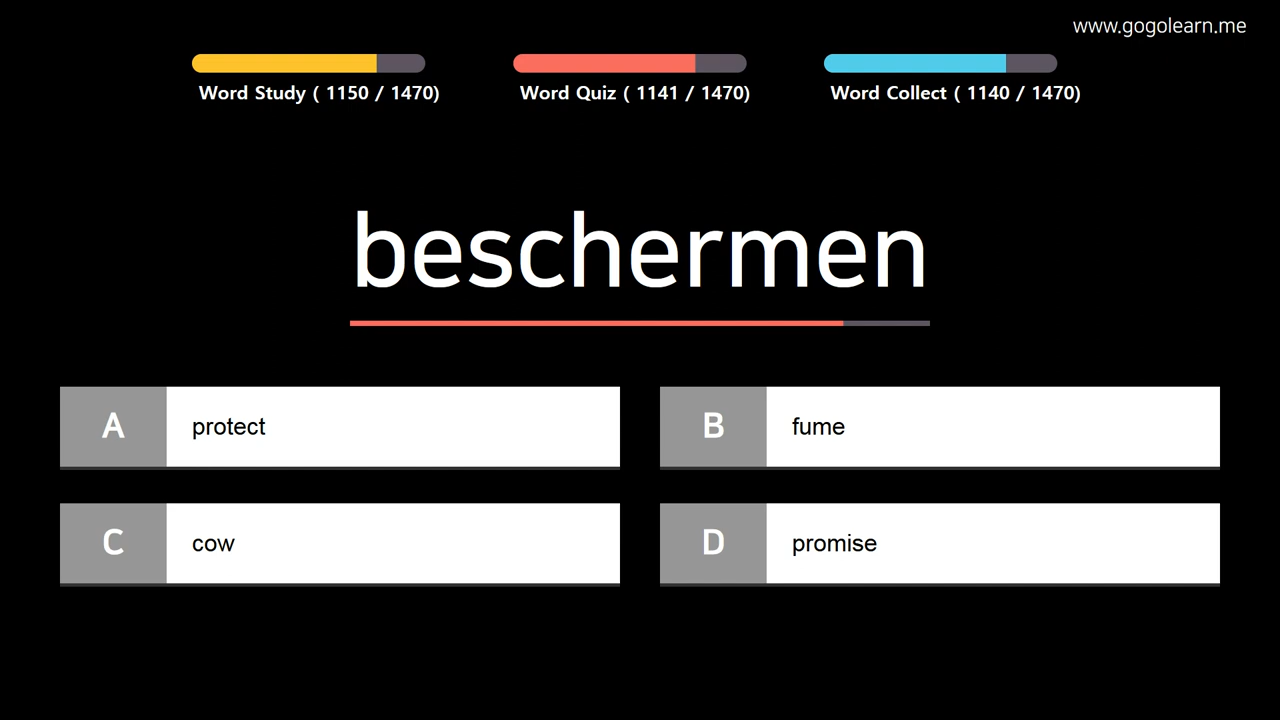 www.gogolearn.me
Word Study ( 1150 / 1470)
Word Quiz ( 1141 / 1470)
Word Collect ( 1140 / 1470)
beschermen
A protect
B fume
C cow
D promise